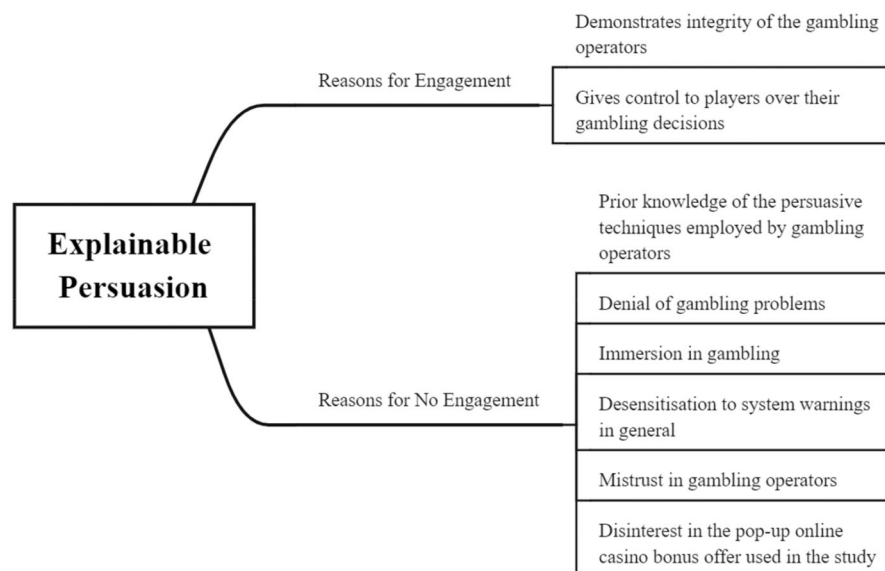 Demonstrates integrity of the gambling
operators
Reasons for Engagement
Gives control to players over their
gambling decisions
Explainable
Persuasion
Prior knowledge of the persuasive
techniques employed by gambling
operators
Denial of gambling problems
Immersion in gambling
Reasons for No Engagement
Desensitisation to system warnings
in general
Mistrust in gambling operators
Disinterest in the pop-up online
casino bonus offer used in the study